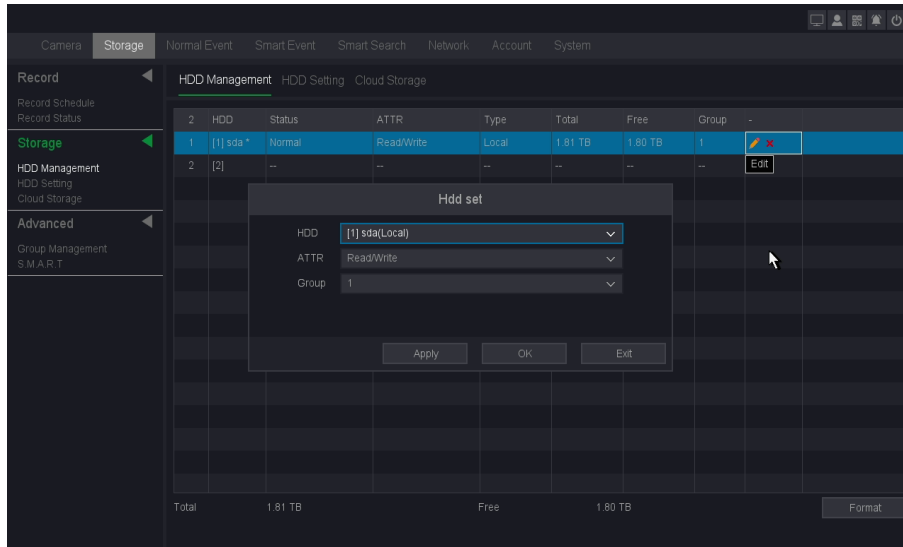 Camera Storage Normal Event Smart Event Smart Search Network Account System
Record
Record Schedule
Record Status
Storage
HDD Management
HDD Setting
Cloud Storage
Advanced
Group Management
S.M.A.R.T
HDD Management HDD Setting Cloud Storage
2 HDD Status ATTR Type Total Free Group -
1 [1] sda * Normal Read/Write Local 1.81 TB 1.80 TB 1
2 [2] -- -- -- -- -- --
Edit
Hdd set
HDD [1] sda(Local)
ATTR Read/Write
Group 1
Apply OK Exit
Total 1.81 TB Free 1.80 TB Format